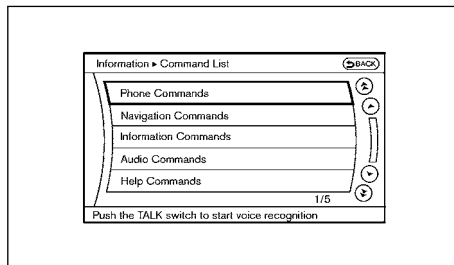 Information ▸ Command List
BACK
Phone Commands
Navigation Commands
Information Commands
Audio Commands
Help Commands
1/5
Push the TALK switch to start voice recognition